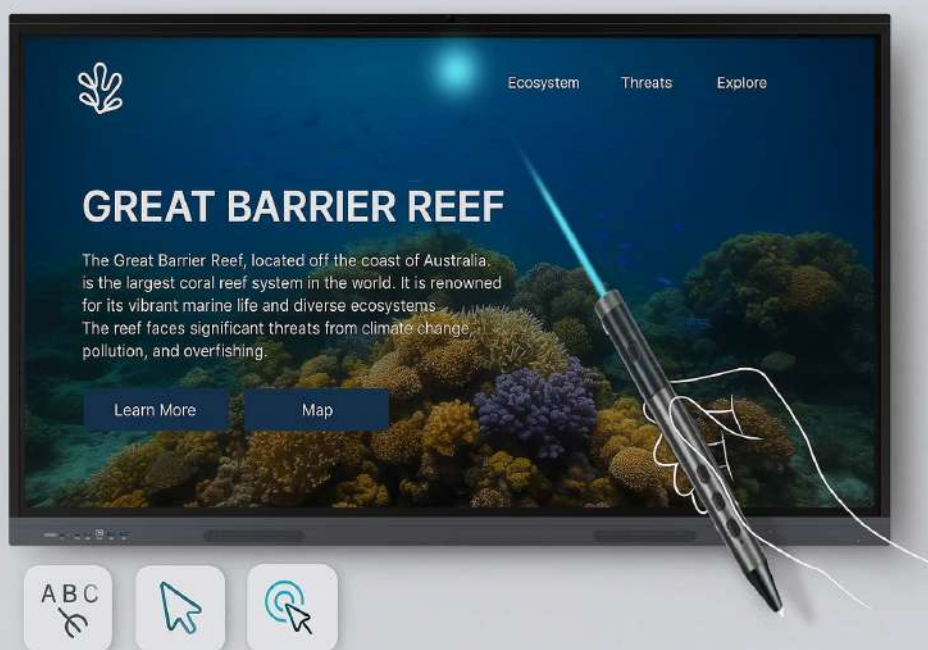 Ecosystem Threats Explore
GREAT BARRIER REEF
The Great Barrier Reef, located off the coast of Australia,
is the largest coral reef system in the world. It is renowned
for its vibrant marine life and diverse ecosystems
The reef faces significant threats from climate change,
pollution, and overfishing.
Learn More Map
ABC